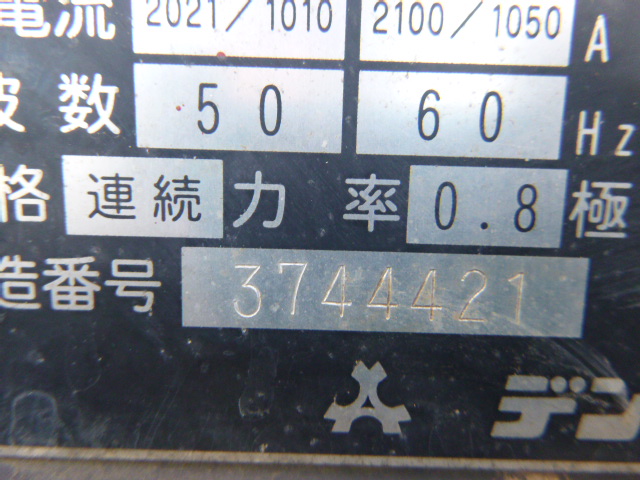 電流 2021/1010 2100/1050 A
波数 50 60 Hz
格 連続 力率 0.8 極
造番号 3744421
デン